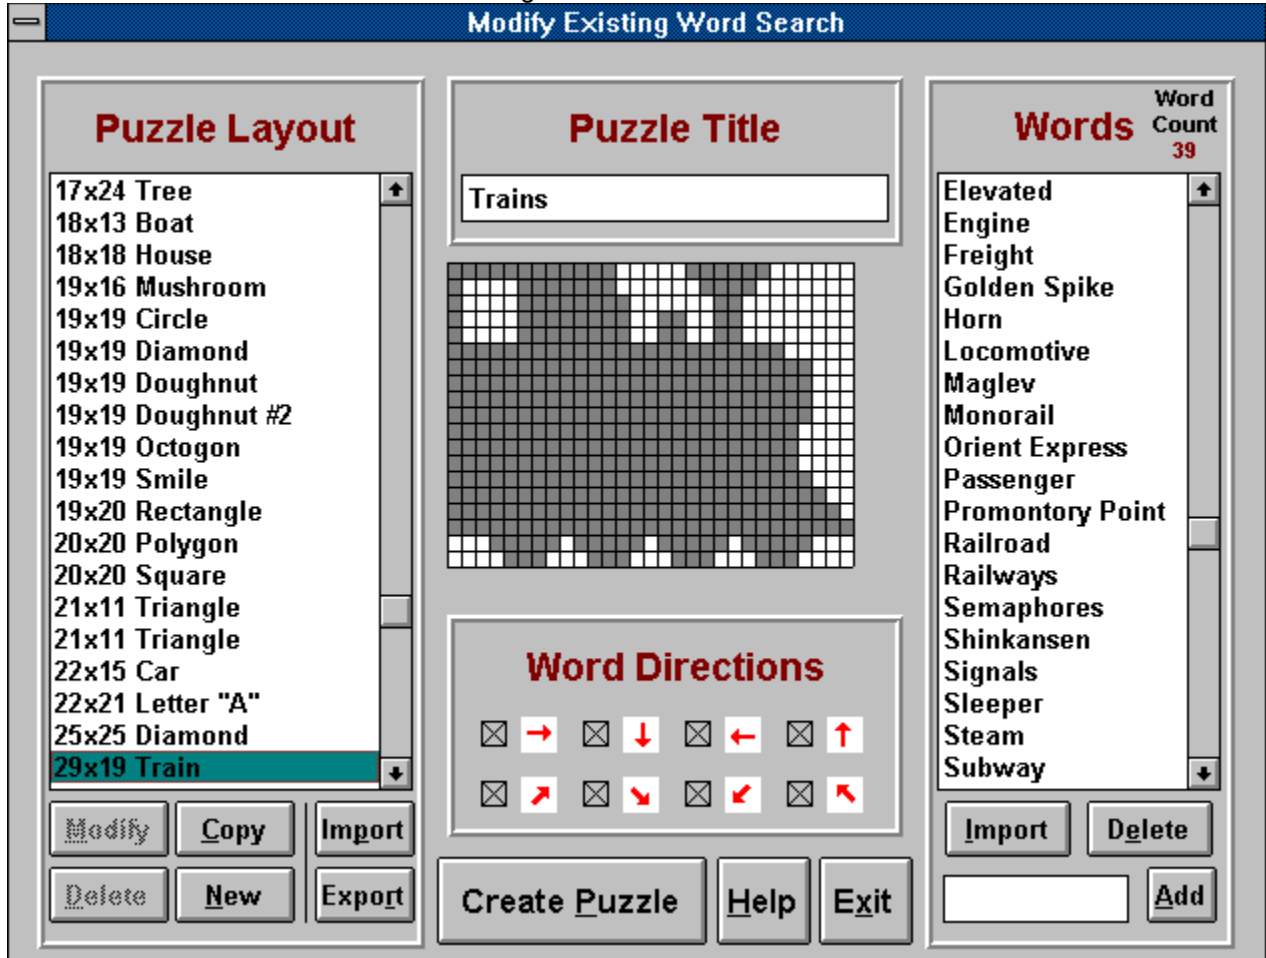 Modify Existing Word Search
Puzzle Layout
17x24 Tree
18x13 Boat
18x18 House
19x16 Mushroom
19x19 Circle
19x19 Diamond
19x19 Doughnut
19x19 Doughnut #2
19x19 Octogon
19x19 Smile
19x20 Rectangle
20x20 Polygon
20x20 Square
21x11 Triangle
21x11 Triangle
22x15 Car
22x21 Letter "A"
25x25 Diamond
29x19 Train
Modify
Copy
Import
Delete
New
Export
Puzzle Title
Trains
Word Directions
Create Puzzle
Help
Exit
Words
Word
Count
39
Elevated
Engine
Freight
Golden Spike
Horn
Locomotive
Maglev
Monorail
Orient Express
Passenger
Promontory Point
Railroad
Railways
Semaphores
Shinkansen
Signals
Sleeper
Steam
Subway
Import
Delete
Add